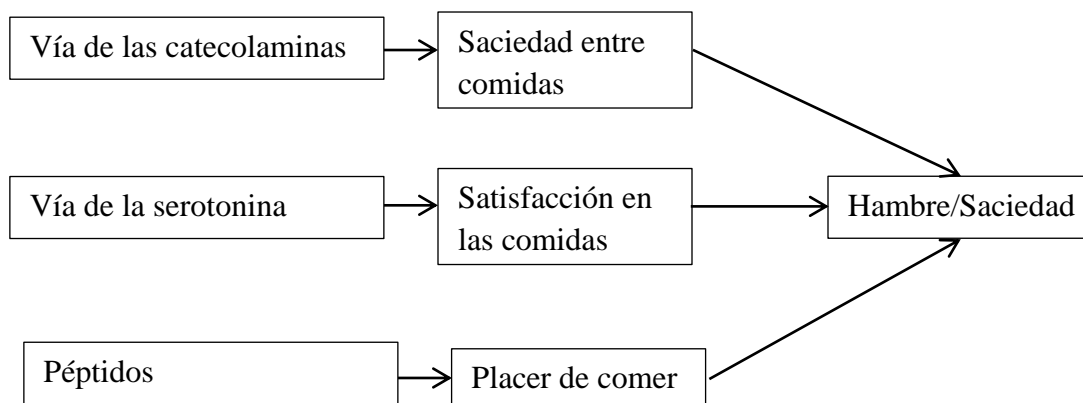 Vía de las catecolaminas
Saciedad entre
comidas
Vía de la serotonina
Satisfacción en
las comidas
Hambre/Saciedad
Péptidos
Placer de comer